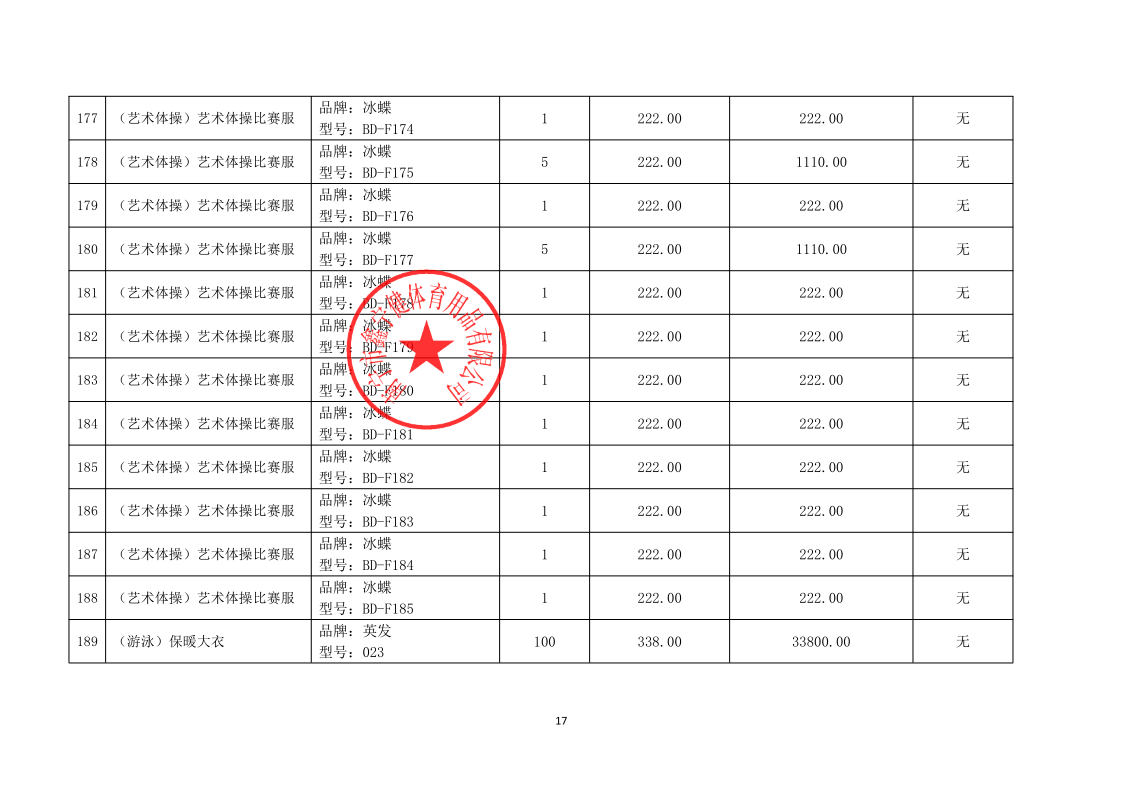 177 （艺术体操）艺术体操比赛服 品牌：冰蝶 1 222.00 222.00 无
型号：BD-F174
178 （艺术体操）艺术体操比赛服 品牌：冰蝶 5 222.00 1110.00 无
型号：BD-F175
179 （艺术体操）艺术体操比赛服 品牌：冰蝶 1 222.00 222.00 无
型号：BD-F176
180 （艺术体操）艺术体操比赛服 品牌：冰蝶 5 222.00 1110.00 无
型号：BD-F177
181 （艺术体操）艺术体操比赛服 品牌：冰蝶 1 222.00 222.00 无
型号：BD-F178
182 （艺术体操）艺术体操比赛服 品牌：冰蝶 1 222.00 222.00 无
型号：BD-F179
183 （艺术体操）艺术体操比赛服 品牌：冰蝶 1 222.00 222.00 无
型号：BD-F180
184 （艺术体操）艺术体操比赛服 品牌：冰蝶 1 222.00 222.00 无
型号：BD-F181
185 （艺术体操）艺术体操比赛服 品牌：冰蝶 1 222.00 222.00 无
型号：BD-F182
186 （艺术体操）艺术体操比赛服 品牌：冰蝶 1 222.00 222.00 无
型号：BD-F183
187 （艺术体操）艺术体操比赛服 品牌：冰蝶 1 222.00 222.00 无
型号：BD-F184
188 （艺术体操）艺术体操比赛服 品牌：冰蝶 1 222.00 222.00 无
型号：BD-F185
189 （游泳）保暖大衣 品牌：英发 100 338.00 33800.00 无
型号：023
健体育用品有限公司
17